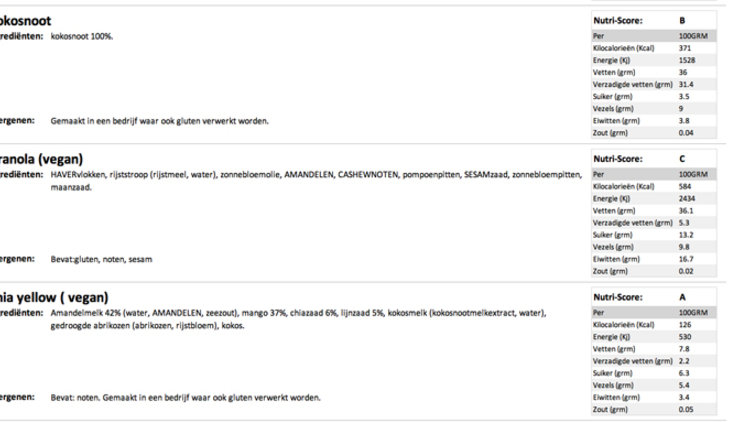 okosnoot
Nutri-Score: B
rediënten: kokosnoot 100%.
Per 100GRM
Kilocalorieën (Kcal) 371
Energie (Kj) 1528
Vetten (grm) 36
Verzadigde vetten (grm) 31.4
Suiker (grm) 3.5
Vezels (grm) 9
ergenen: Gemaakt in een bedrijf waar ook gluten verwerkt worden.
Eiwitten (grm) 3.8
Zout (grm) 0.04
ranola (vegan)
Nutri-Score: C
rediënten: HAVERvlokken, rijststroop (rijstmeel, water), zonnebloemolie, AMANDELEN, CASHEWNOTEN, pompoenpitten, SESAMzaad, zonnebloempitten,
maanzaad.
Per 100GRM
Kilocalorieën (Kcal) 584
Energie (Kj) 2434
Vetten (grm) 36.1
Verzadigde vetten (grm) 5.3
Suiker (grm) 13.2
Vezels (grm) 9.8
ergenen: Bevat:gluten, noten, sesam
Eiwitten (grm) 16.7
Zout (grm) 0.02
hia yellow ( vegan)
Nutri-Score: A
rediënten: Amandelmelk 42% (water, AMANDELEN, zeezout), mango 37%, chiazaad 6%, lijnzaad 5%, kokosmelk (kokosnootmelkextract, water),
gedroogde abrikozen (abrikozen, rijstbloem), kokos.
Per 100GRM
Kilocalorieën (Kcal) 126
Energie (Kj) 530
Vetten (grm) 7.8
Verzadigde vetten (grm) 2.2
Suiker (grm) 6.3
Vezels (grm) 5.4
ergenen: Bevat: noten. Gemaakt in een bedrijf waar ook gluten verwerkt worden.
Eiwitten (grm) 3.4
Zout (grm) 0.05